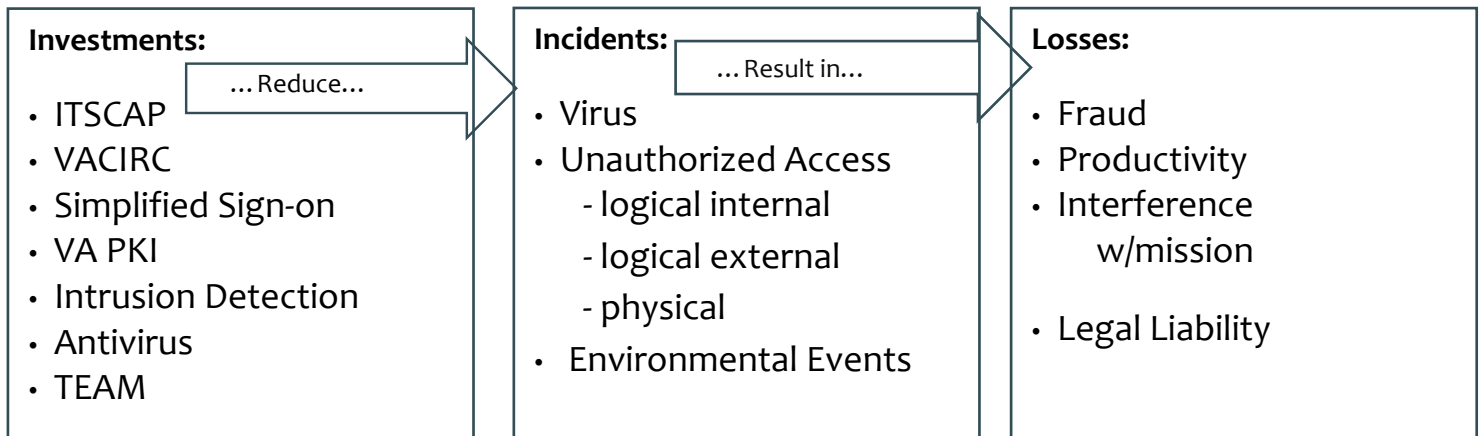 Investments:
… Reduce…
• ITSCAP
• VACIRC
• Simplified Sign-on
• VA PKI
• Intrusion Detection
• Antivirus
• TEAM
Incidents:
… Result in…
• Virus
• Unauthorized Access
- logical internal
- logical external
- physical
• Environmental Events
Losses:
• Fraud
• Productivity
• Interference
w/mission
• Legal Liability